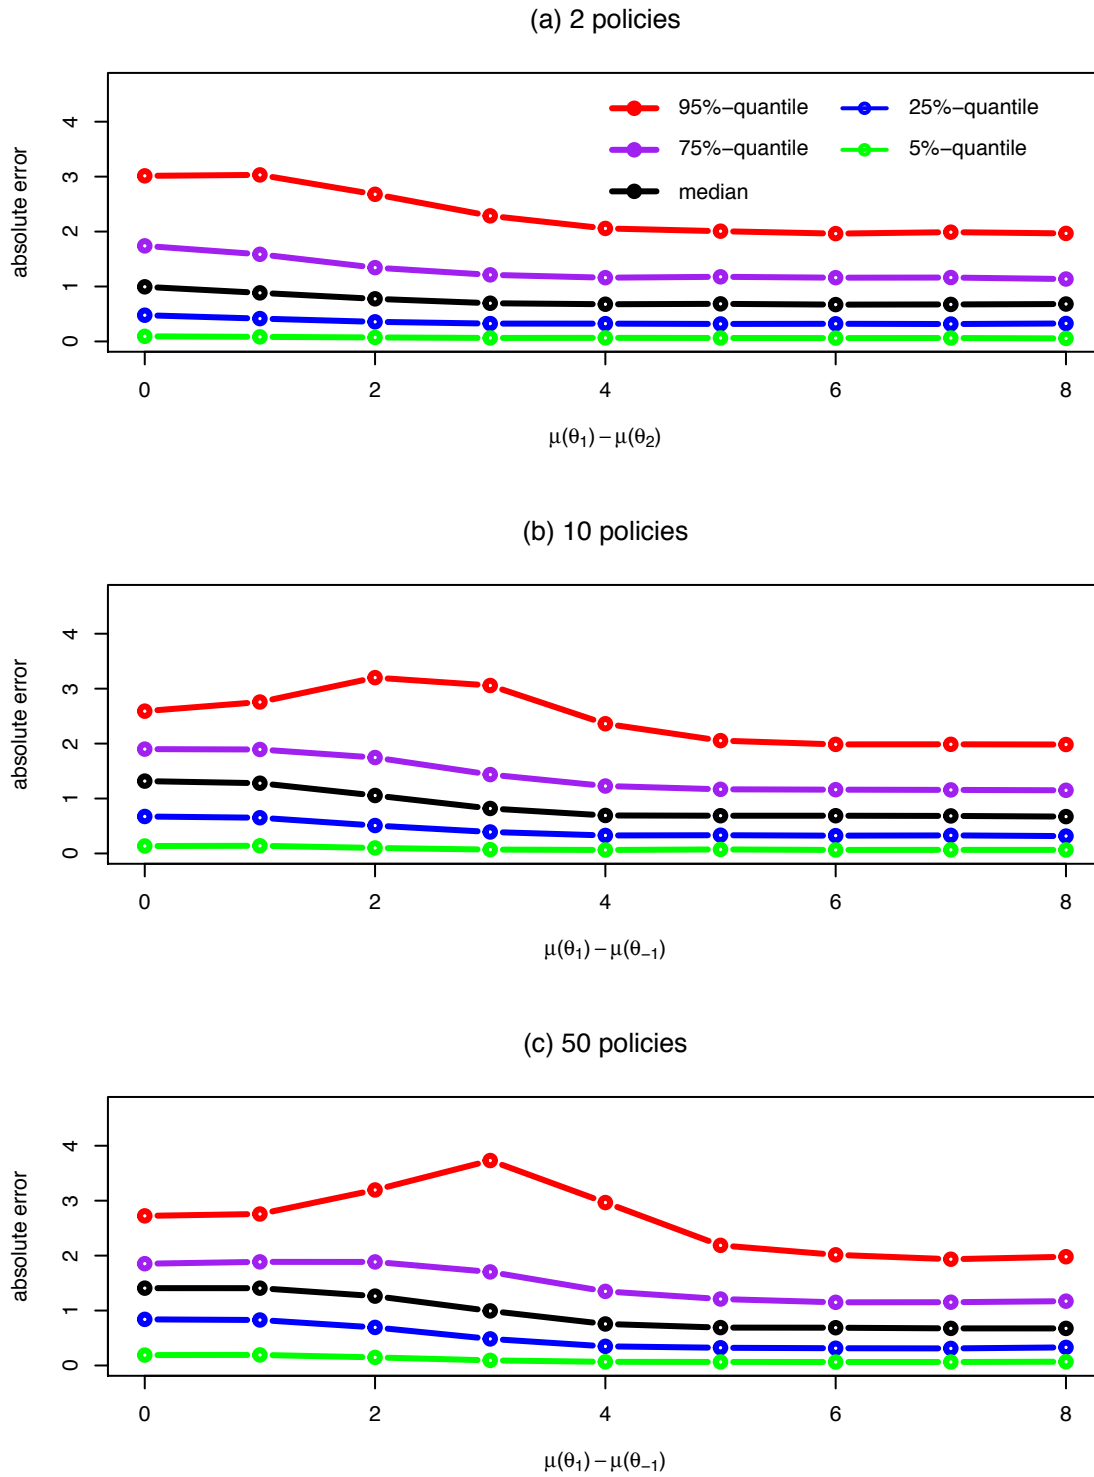 (a) 2 policies
absolute error
4
3
2
1
0
95%−quantile
75%−quantile
median
25%−quantile
5%−quantile
0 2 4 6 8
μ(θ₁) − μ(θ₂)
(b) 10 policies
absolute error
4
3
2
1
0
0 2 4 6 8
μ(θ₁) − μ(θ₋₁)
(c) 50 policies
absolute error
4
3
2
1
0
0 2 4 6 8
μ(θ₁) − μ(θ₋₁)